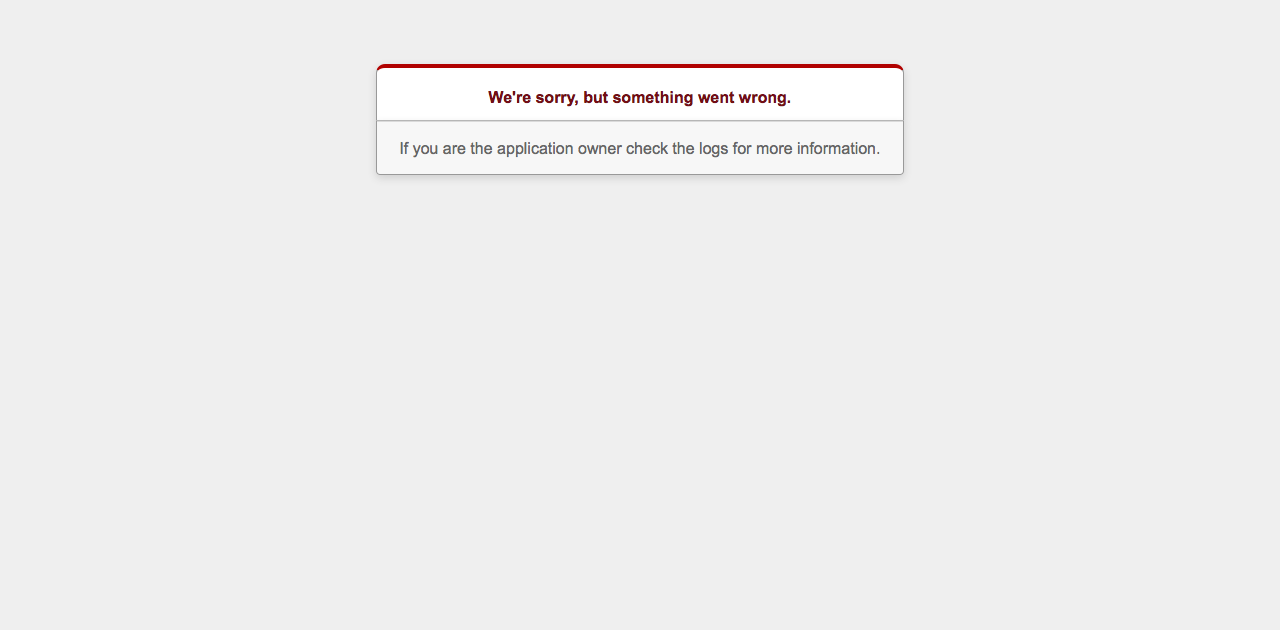 We're sorry, but something went wrong.
If you are the application owner check the logs for more information.